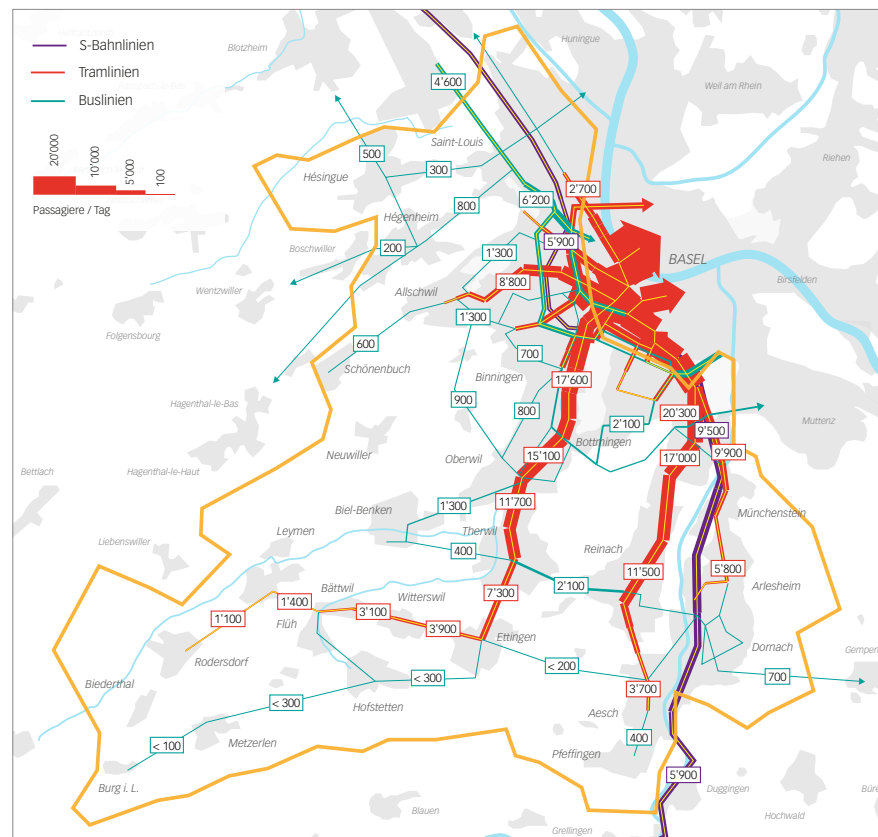 S-Bahnlinien
Tramlinien
Buslinien
20'000
10'000
5'000
100
Passagiere / Tag
Blotzheim
Huningue
Weil am Rhein
Riehen
4'600
Saint-Louis
500
300
Hésingue
2'700
6'200
800
Hégenheim
5'900
200
Boschwiller
1'300
BASEL
Birsfelden
8'800
Wentzwiller
Allschwil
1'300
Folgensbourg
600
700
Schönenbuch
Binningen
17'600
Hagenthal-le-Bas
900
800
20'300
2'100
9'500
Muttenz
Bottmingen
Neuwiller
Oberwil
15'100
17'000
9'900
Bettlach
Hagenthal-le-Haut
11'700
Biel-Benken
1'300
Münchenstein
Leymen
Therwil
Liebenswiller
400
Reinach
5'800
11'500
Bättwil
2'100
Arlesheim
Witterswil
7'300
1'400
3'100
1'100
Flüh
3'900
Ettingen
Dornach
Rodersdorf
< 200
Gempen
700
Biederthal
< 300
3'700
< 300
Hofstetten
Aesch
Metzerlen
< 100
400
Pfeffingen
5'900
Burg i. L.
Duggingen
Büre
Blauen
Hochwald
Grellingen